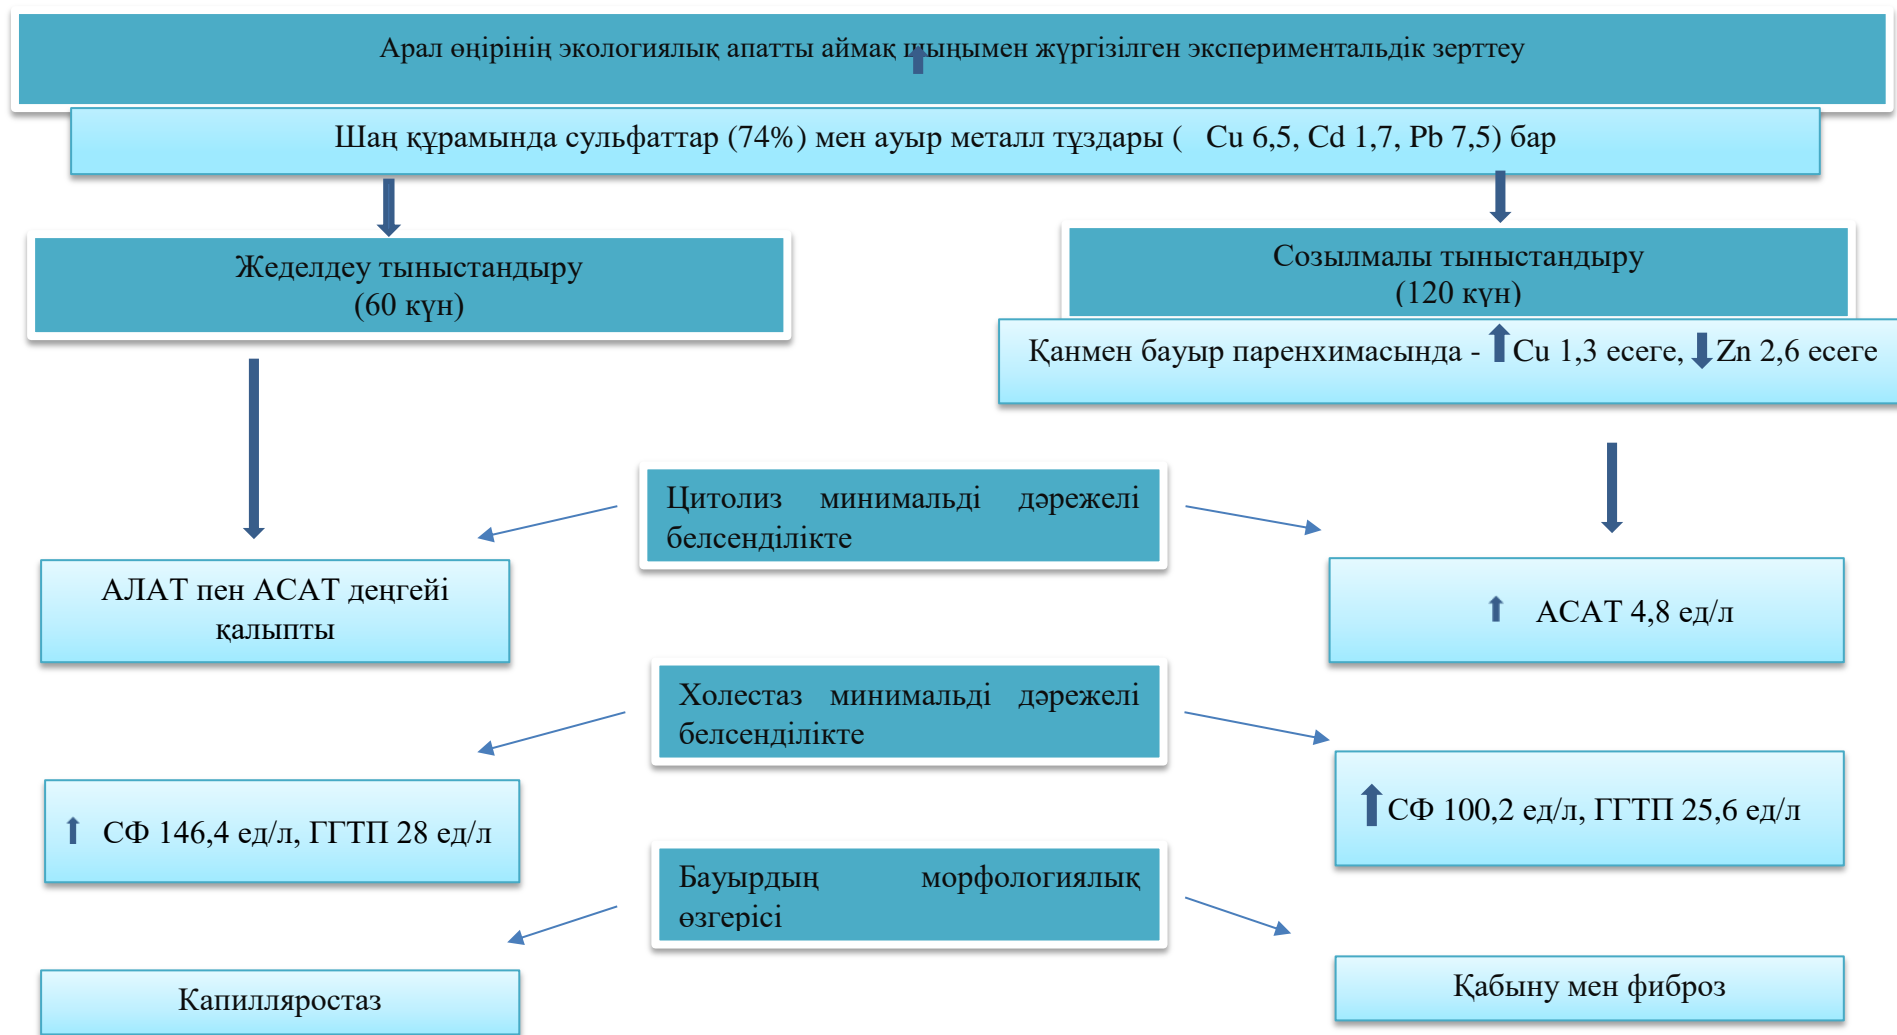 Арал өңірінің экологиялық апатты аймақ шыңымен жүргізілген экспериментальдік зерттеу
Шаң құрамында сульфаттар (74%) мен ауыр металл тұздары ( Cu 6,5, Cd 1,7, Pb 7,5) бар
Жеделдеу тыныстандыру
(60 күн)
Созылмалы тыныстандыру
(120 күн)
Қанмен бауыр паренхимасында - Cu 1,3 есеге, Zn 2,6 есеге
Цитолиз минимальді дәрежелі
белсенділікте
АЛАТ пен АСАТ деңгейі
қалыпты
АСАТ 4,8 ед/л
Холестаз минимальді дәрежелі
белсенділікте
СФ 146,4 ед/л, ГГТП 28 ед/л
СФ 100,2 ед/л, ГГТП 25,6 ед/л
Бауырдың морфологиялық
өзгерісі
Капилляростаз
Қабыну мен фиброз